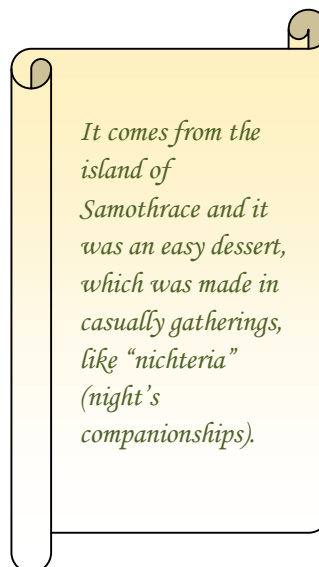 It comes from the
island of
Samothrace and it
was an easy dessert,
which was made in
casually gatherings,
like “nichteria”
(night’s
companionships).